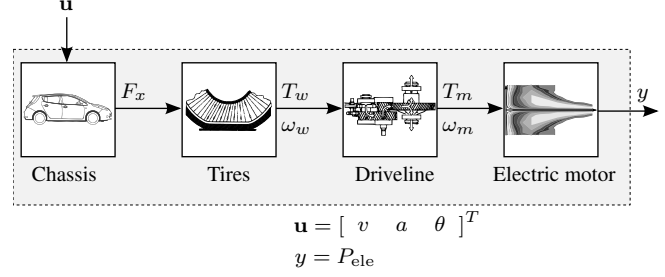 u
F_x
T_w
ω_w
T_m
ω_m
y
Chassis
Tires
Driveline
Electric motor
u = [ v a θ ]^T
y = P_ele